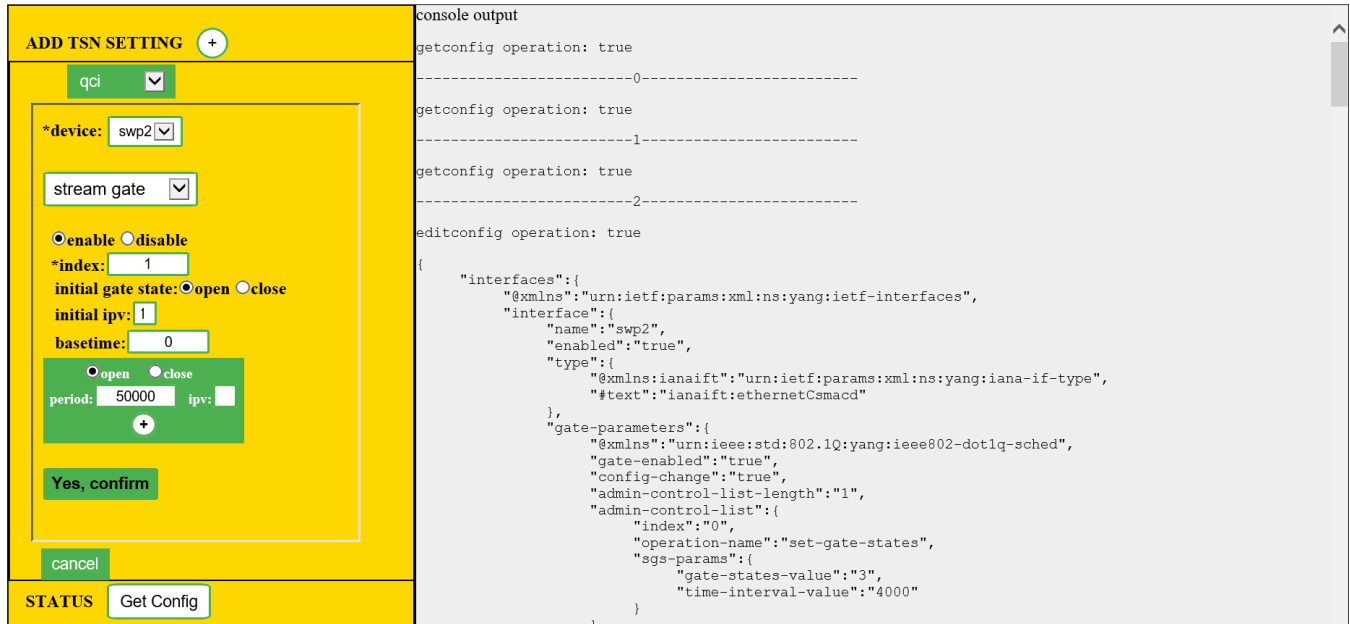 ADD TSN SETTING +
qci
*device: swp2
stream gate
enable disable
*index: 1
initial gate state: open close
initial ipv: 1
basetime: 0
open close
period: 50000 ipv:
+
Yes, confirm
cancel
STATUS Get Config
console output
getconfig operation: true
-------------------------0-------------------------
getconfig operation: true
-------------------------1-------------------------
getconfig operation: true
-------------------------2-------------------------
editconfig operation: true
{
"interfaces":{
"@xmlns":"urn:ietf:params:xml:ns:yang:ietf-interfaces",
"interface":{
"name":"swp2",
"enabled":"true",
"type":{
"@xmlns:ianaift":"urn:ietf:params:xml:ns:yang:iana-if-type",
"#text":"ianaift:ethernetCsmacd"
},
"gate-parameters":{
"@xmlns":"urn:ieee:std:802.1Q:yang:ieee802-dot1q-sched",
"gate-enabled":"true",
"config-change":"true",
"admin-control-list-length":"1",
"admin-control-list":{
"index":"0",
"operation-name":"set-gate-states",
"sgs-params":{
"gate-states-value":"3",
"time-interval-value":"4000"
}